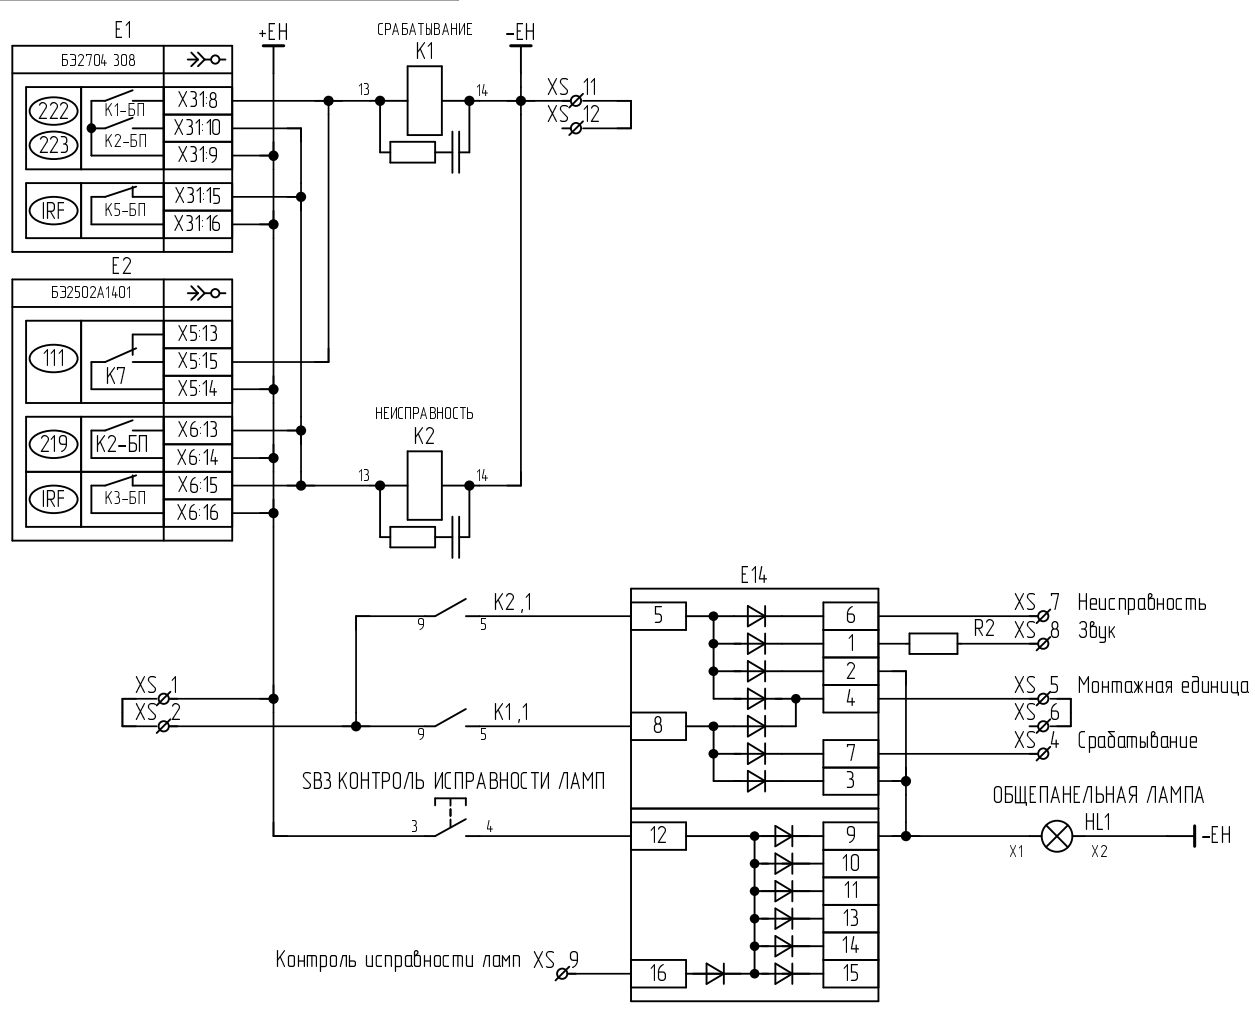 E1
+EH
СРАБАТЫВАНИЕ
K1
-EH
БЭ2704 308
13
14
XS 11
XS 12
222
223
K1-БП
K2-БП
X31:8
X31:10
X31:9
IRF
K5-БП
X31:15
X31:16
E2
БЭ2502А1401
111
K7
X5:13
X5:15
X5:14
219
K2-БП
X6:13
X6:14
IRF
K3-БП
X6:15
X6:16
НЕИСПРАВНОСТЬ
K2
13
14
E14
9
K2,1
5
5
6
XS 7 Неисправность
1
R2
XS 8 Звук
2
XS 1
XS 2
4
XS 5 Монтажная единица
XS 6
9
K1,1
5
8
7
XS 4 Срабатывание
3
SB3 КОНТРОЛЬ ИСПРАВНОСТИ ЛАМП
3
4
12
9
ОБЩЕПАНЕЛЬНАЯ ЛАМПА
HL1
X1
X2
-EH
10
11
13
14
Контроль исправности ламп XS 9
16
15